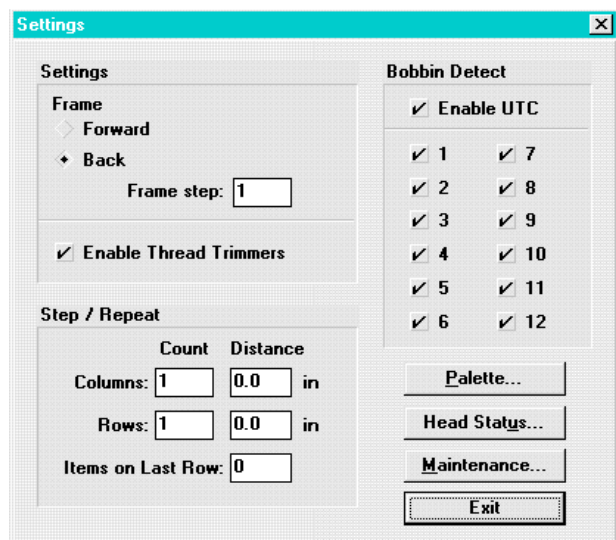 Settings
Settings
Frame
Forward
Back
Frame step: 1
Enable Thread Trimmers
Step / Repeat
Count Distance
Columns: 1 0.0 in
Rows: 1 0.0 in
Items on Last Row: 0
Bobbin Detect
Enable UTC
1 7
2 8
3 9
4 10
5 11
6 12
Palette...
Head Status...
Maintenance...
Exit